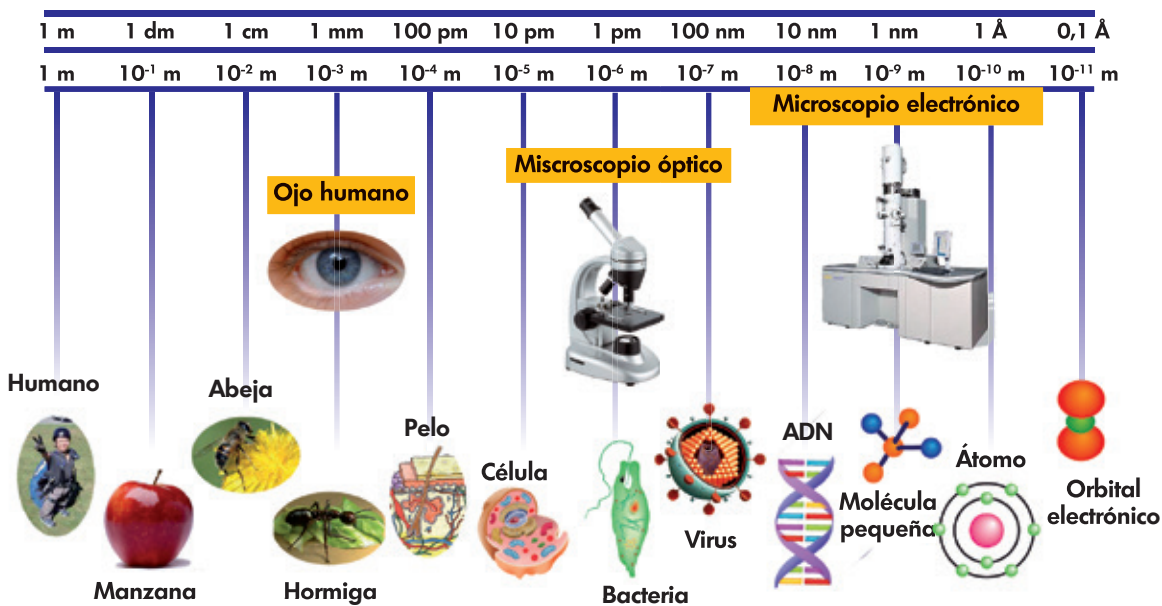 1 m 1 dm 1 cm 1 mm 100 pm 10 pm 1 pm 100 nm 10 nm 1 nm 1 Å 0,1 Å
1 m 10⁻¹ m 10⁻² m 10⁻³ m 10⁻⁴ m 10⁻⁵ m 10⁻⁶ m 10⁻⁷ m 10⁻⁸ m 10⁻⁹ m 10⁻¹⁰ m 10⁻¹¹ m
Microscopio electrónico
Miscroscopio óptico
Ojo humano
Humano
Abeja
Pelo
ADN
Célula
Átomo
Molécula
pequeña
Orbital
electrónico
Virus
Manzana
Hormiga
Bacteria